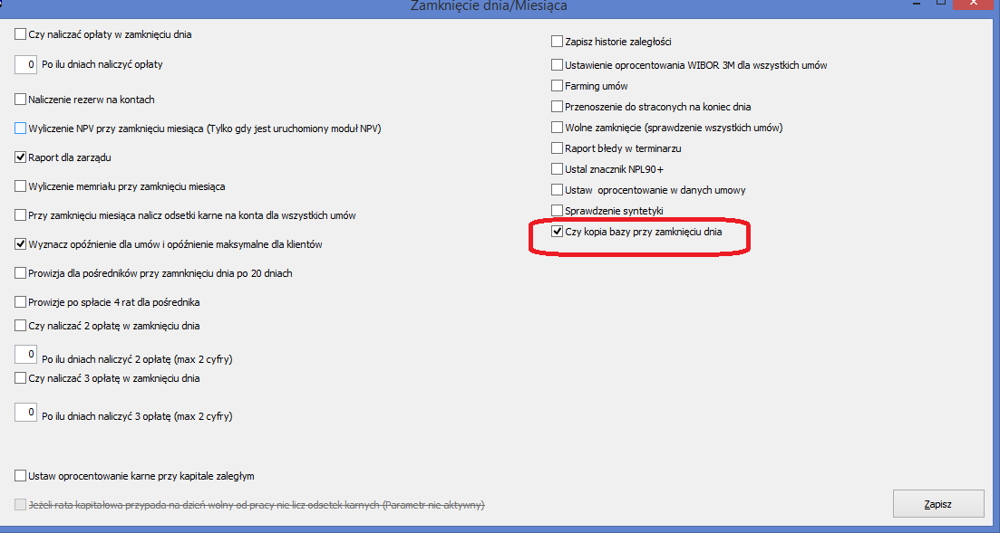 Zamknięcie dnia/Miesiąca
Czy naliczać opłaty w zamknięciu dnia
0 Po ilu dniach naliczyć opłaty
Naliczenie rezerw na kontach
Wyliczenie NPV przy zamknięciu miesiąca (Tylko gdy jest uruchomiony moduł NPV)
Raport dla zarządu
Wyliczenie memriału przy zamknięciu miesiąca
Przy zamknięciu miesiąca nalicz odsetki karne na konta dla wszystkich umów
Wyznacz opóźnienie dla umów i opóźnienie maksymalne dla klientów
Prowizja dla pośredników przy zamnknięciu dnia po 20 dniach
Prowizje po spłacie 4 rat dla pośrednika
Czy naliczać 2 opłatę w zamknięciu dnia
0 Po ilu dniach naliczyć 2 opłatę (max 2 cyfry)
Czy naliczać 3 opłatę w zamknięciu dnia
0 Po ilu dniach naliczyć 3 opłatę (max 2 cyfry)
Ustaw oprocentowanie karne przy kapitale zaległym
Jeżeli rata kapitałowa przypada na dzień wolny od pracy nie licz odsetek karnych (Parametr nie aktywny)
Zapisz historie zaległości
Ustawienie oprocentowania WIBOR 3M dla wszystkich umów
Farming umów
Przenoszenie do straconych na koniec dnia
Wolne zamknięcie (sprawdzenie wszystkich umów)
Raport błedy w terminarzu
Ustal znacznik NPL90+
Ustaw oprocentowanie w danych umowy
Sprawdzenie syntetyki
Czy kopia bazy przy zamknięciu dnia
Zapisz